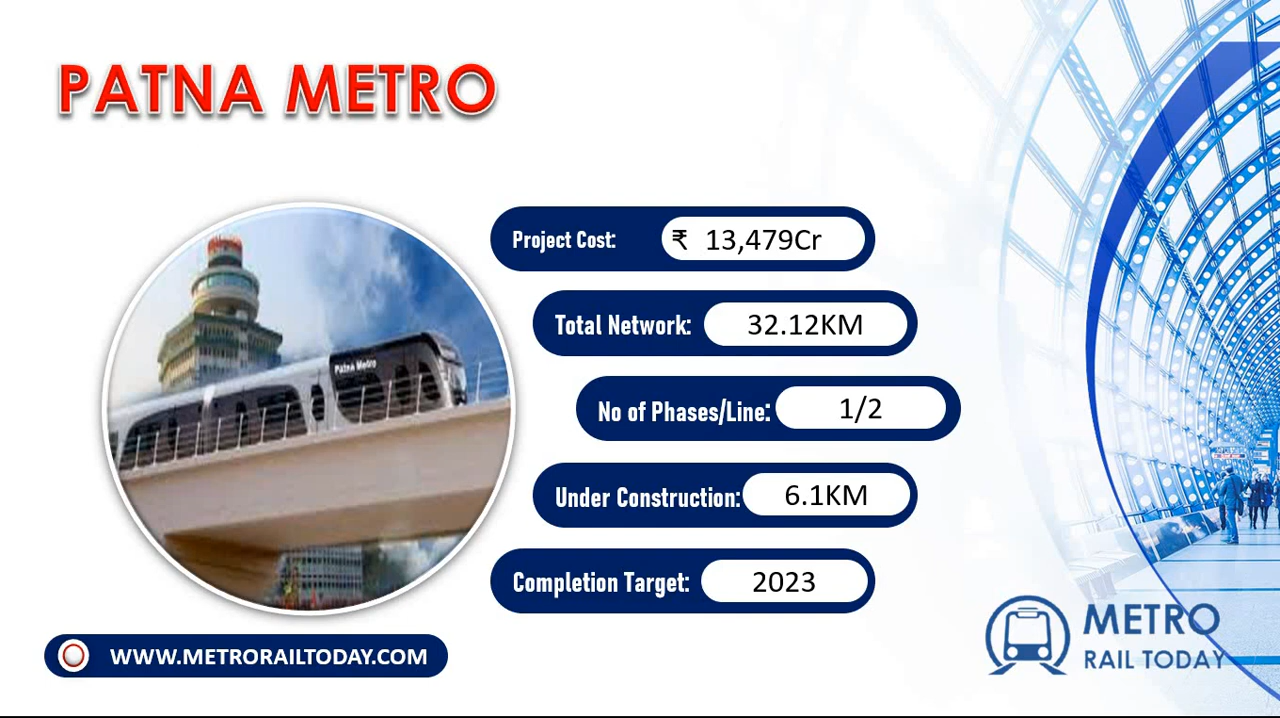 PATNA METRO
Patna Metro
Project Cost: ₹ 13,479Cr
Total Network: 32.12KM
No of Phases/Line: 1/2
Under Construction: 6.1KM
Completion Target: 2023
WWW.METRORAILTODAY.COM
METRO
RAIL TODAY